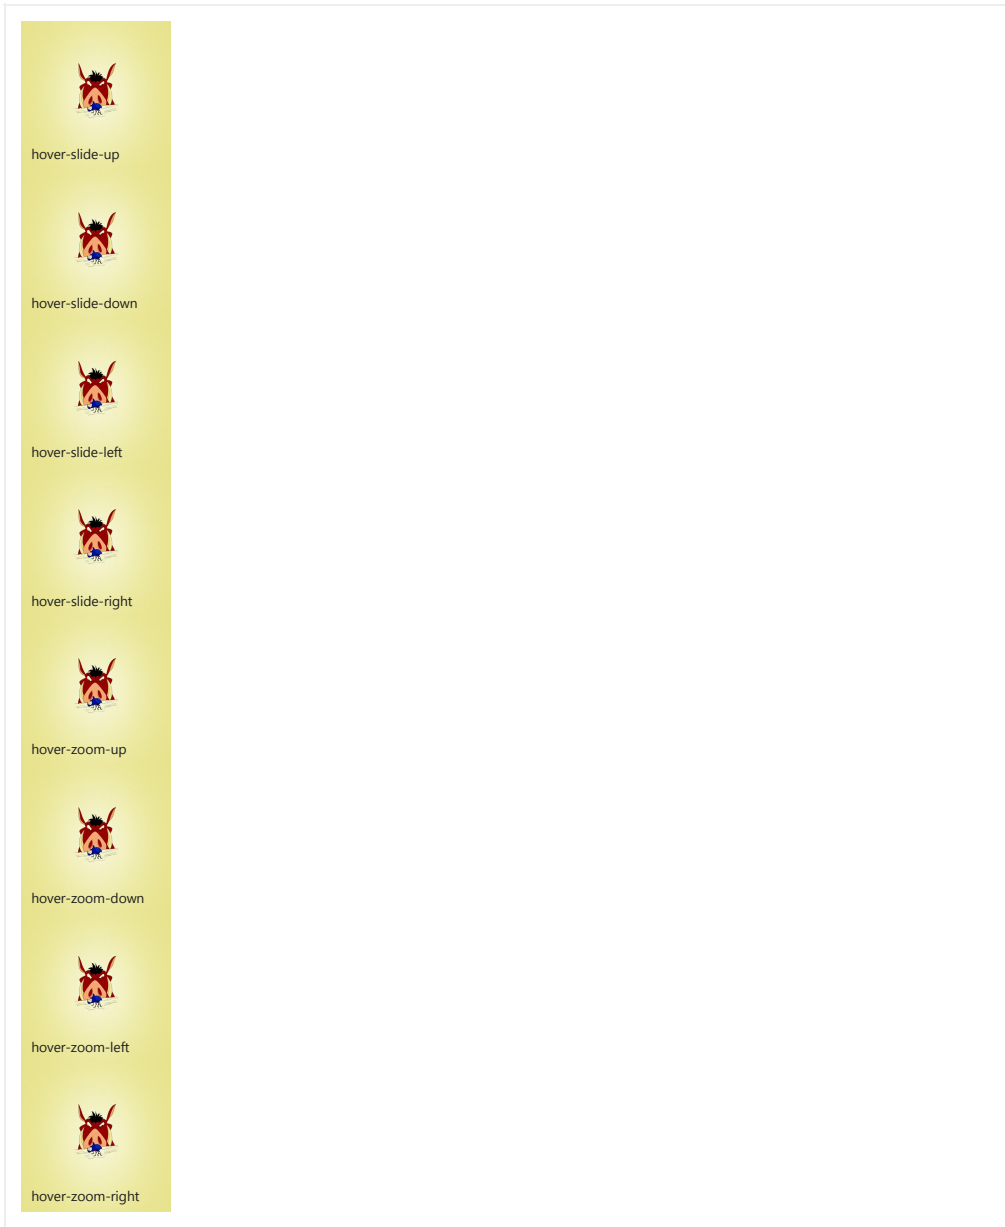 hover-slide-up
hover-slide-down
hover-slide-left
hover-slide-right
hover-zoom-up
hover-zoom-down
hover-zoom-left
hover-zoom-right